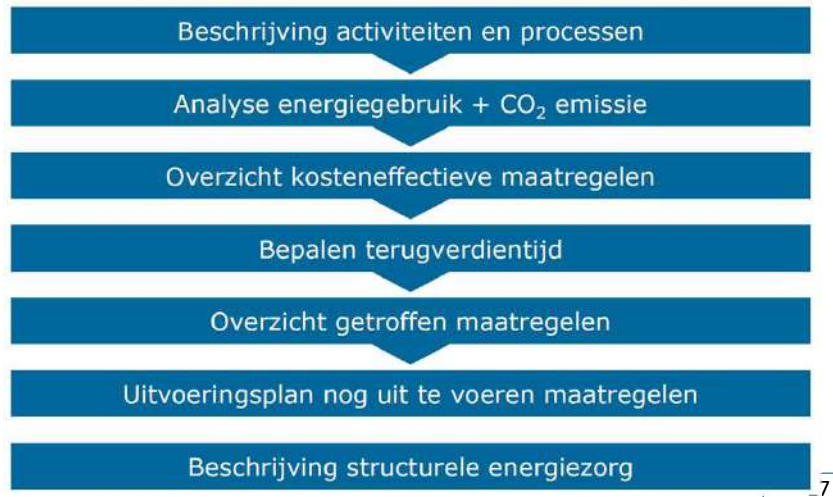 Beschrijving activiteiten en processen
Analyse energiegebruik + CO₂ emissie
Overzicht kosteneffectieve maatregelen
Bepalen terugverdientijd
Overzicht getroffen maatregelen
Uitvoeringsplan nog uit te voeren maatregelen
Beschrijving structurele energiezorg
7